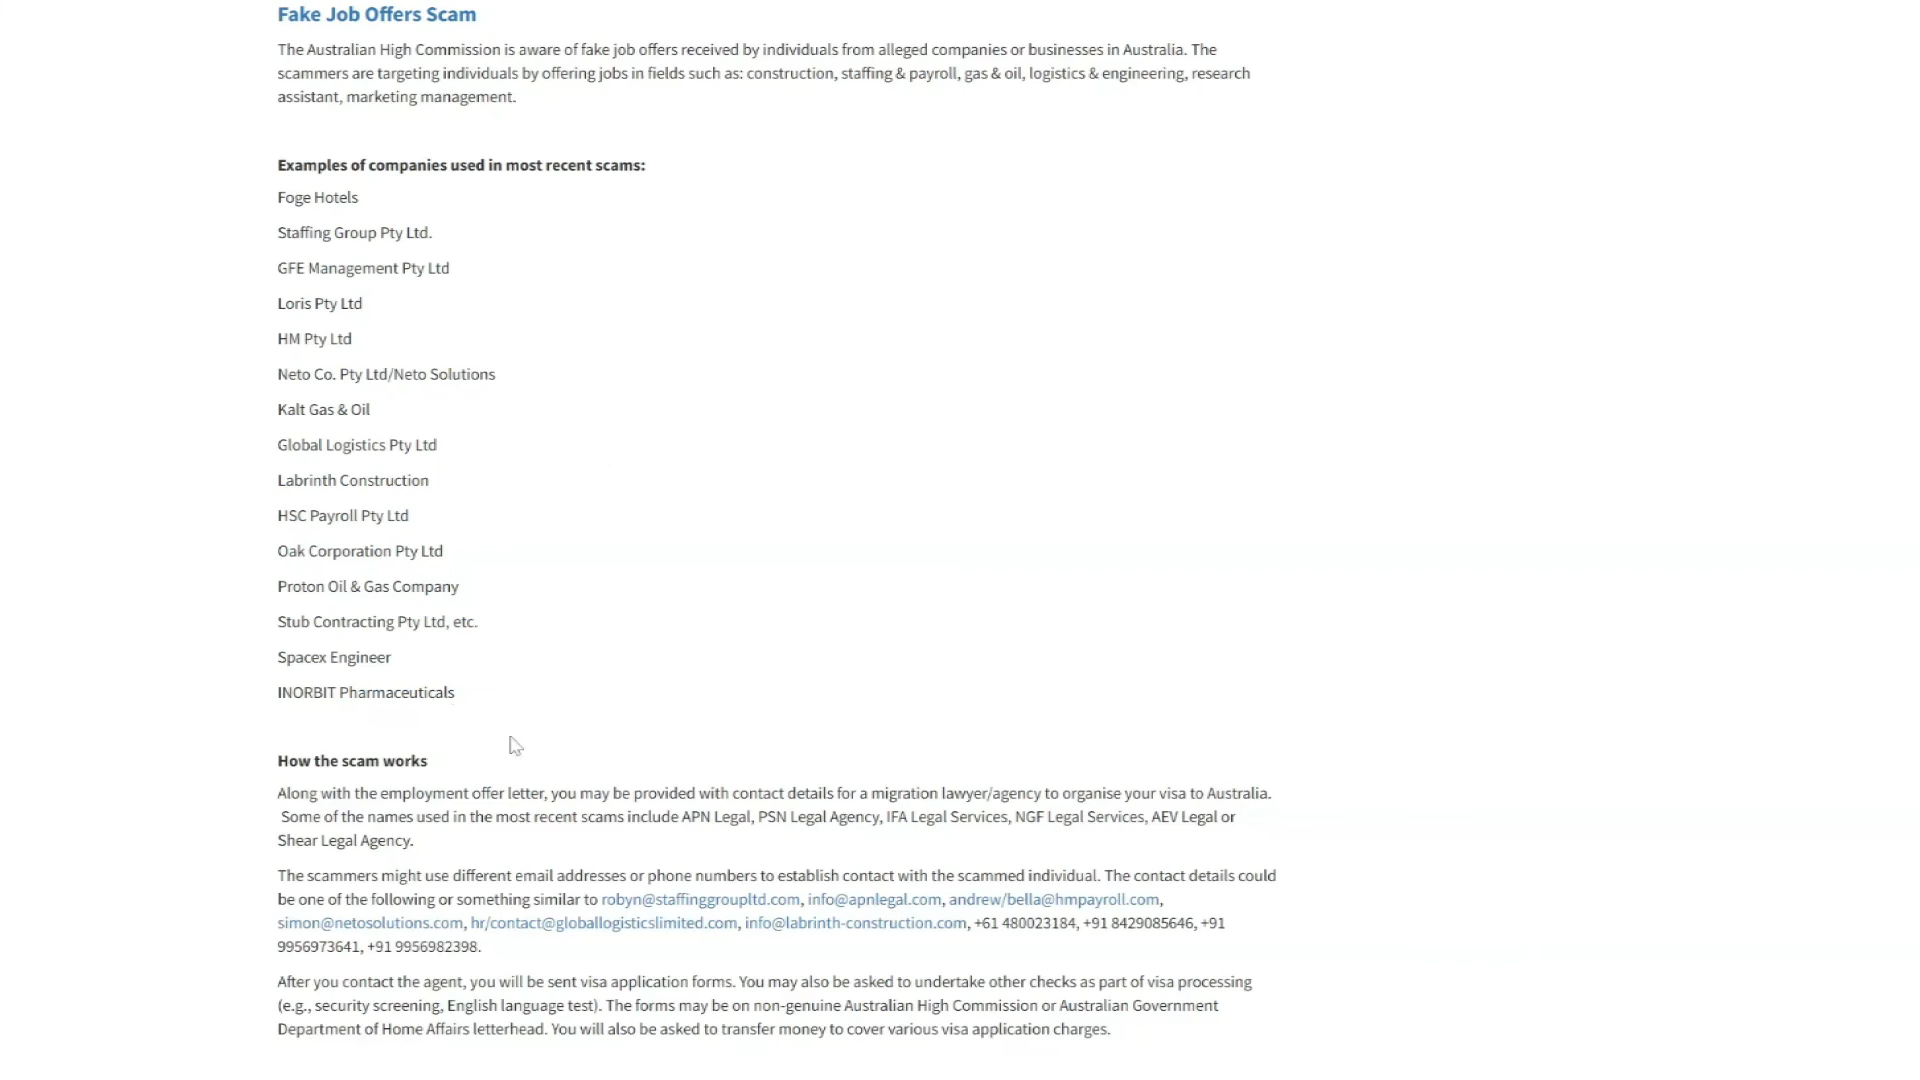 Fake Job Offers Scam
The Australian High Commission is aware of fake job offers received by individuals from alleged companies or businesses in Australia. The
scammers are targeting individuals by offering jobs in fields such as: construction, staffing & payroll, gas & oil, logistics & engineering, research
assistant, marketing management.
Examples of companies used in most recent scams:
Foge Hotels
Staffing Group Pty Ltd.
GFE Management Pty Ltd
Loris Pty Ltd
HM Pty Ltd
Neto Co. Pty Ltd/Neto Solutions
Kalt Gas & Oil
Global Logistics Pty Ltd
Labrinth Construction
HSC Payroll Pty Ltd
Oak Corporation Pty Ltd
Proton Oil & Gas Company
Stub Contracting Pty Ltd, etc.
Spacex Engineer
INORBIT Pharmaceuticals
How the scam works
Along with the employment offer letter, you may be provided with contact details for a migration lawyer/agency to organise your visa to Australia.
Some of the names used in the most recent scams include APN Legal, PSN Legal Agency, IFA Legal Services, NGF Legal Services, AEV Legal or
Shear Legal Agency.
The scammers might use different email addresses or phone numbers to establish contact with the scammed individual. The contact details could
be one of the following or something similar to robyn@staffinggroupltd.com, info@apnlegal.com, andrew/bella@hmpayroll.com,
simon@netosolutions.com, hr/contact@globallogisticslimited.com, info@labrinth-construction.com, +61 480023184, +91 8429085646, +91
9956973641, +91 9956982398.
After you contact the agent, you will be sent visa application forms. You may also be asked to undertake other checks as part of visa processing
(e.g., security screening, English language test). The forms may be on non-genuine Australian High Commission or Australian Government
Department of Home Affairs letterhead. You will also be asked to transfer money to cover various visa application charges.